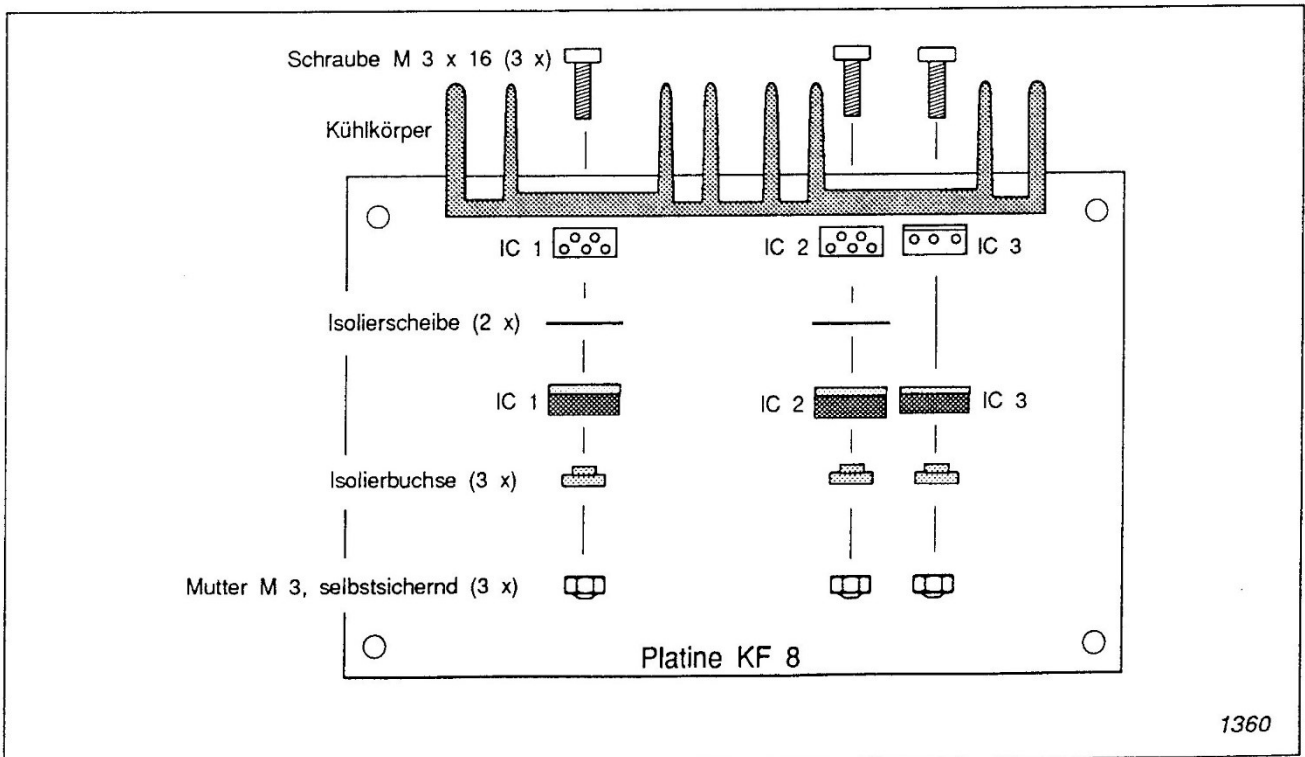 Schraube M 3 x 16 (3 x)
Kühlkörper
IC 1
IC 2
IC 3
Isolierscheibe (2 x)
IC 1
IC 2
IC 3
Isolierbuchse (3 x)
Mutter M 3, selbstsichernd (3 x)
Platine KF 8
1360